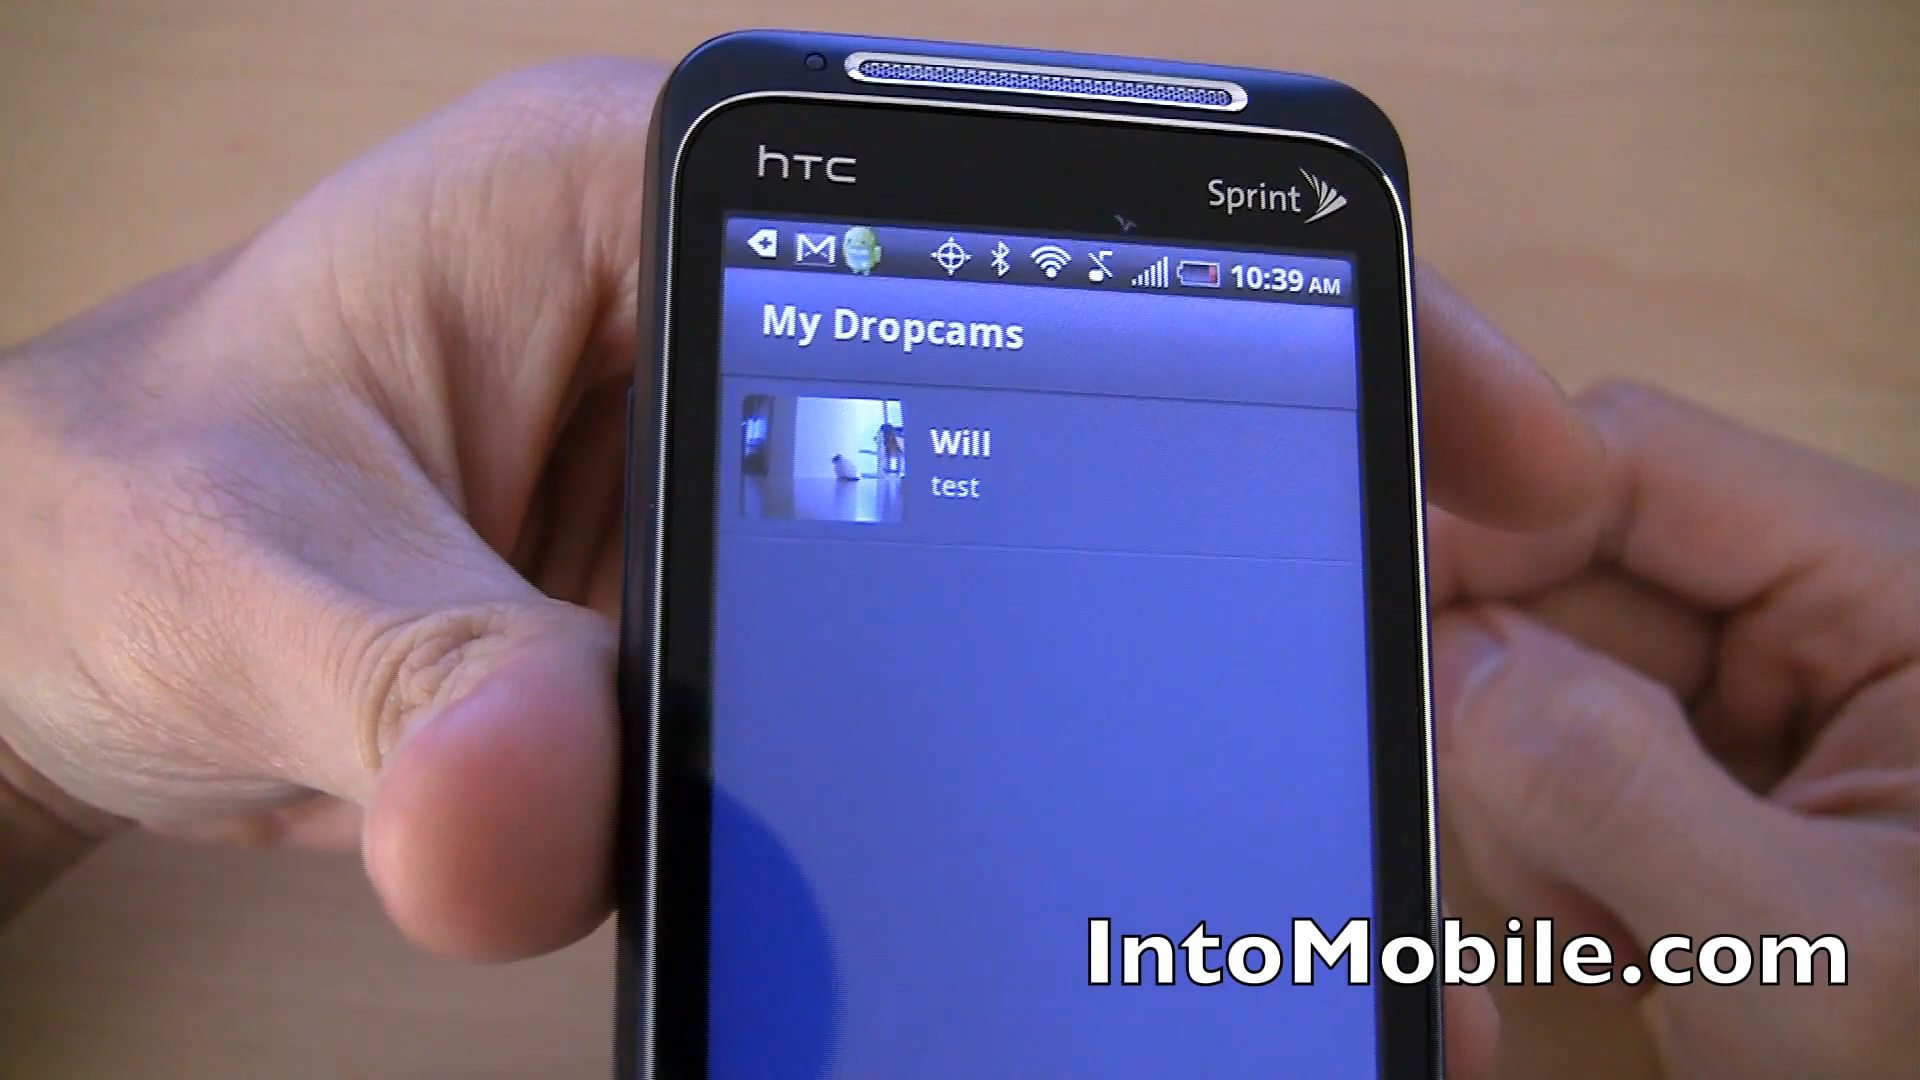 hTC
Sprint
10:39 AM
My Dropcams
Will
test
IntoMobile.com